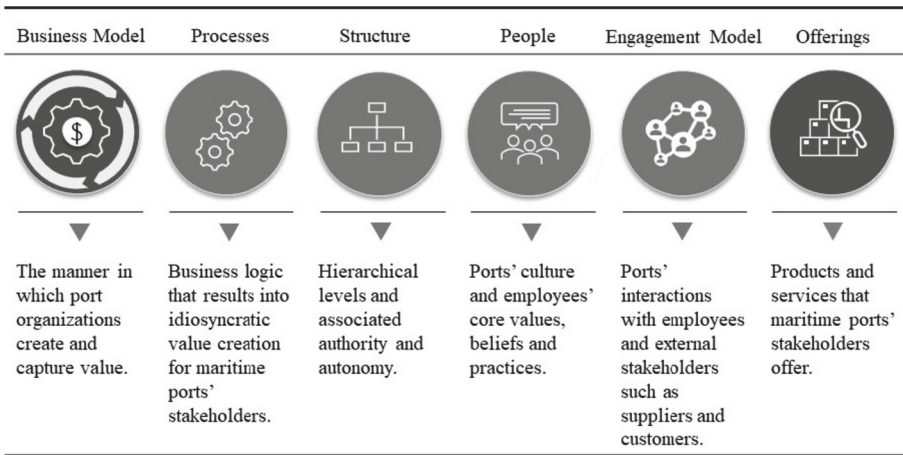 Business Model
Processes
Structure
People
Engagement Model
Offerings
$
The manner in
which port
organizations
create and
capture value.
Business logic
that results into
idiosyncratic
value creation
for maritime
ports'
stakeholders.
Hierarchical
levels and
associated
authority and
autonomy.
Ports' culture
and employees'
core values,
beliefs and
practices.
Ports'
interactions
with employees
and external
stakeholders
such as
suppliers and
customers.
Products and
services that
maritime ports'
stakeholders
offer.